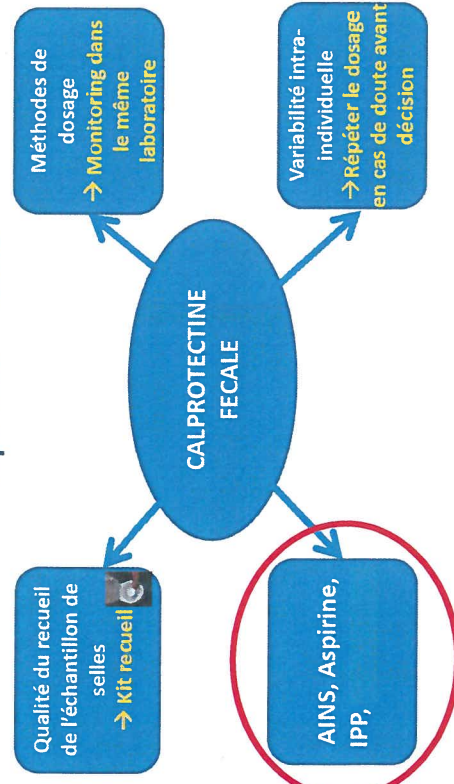 Qualité du recueil
de l'échantillon de
selles
→ Kit recueil
Méthodes de
dosage
→ Monitoring dans
le même
laboratoire
CALPROTECTINE
FECALE
AINS, Aspirine,
IPP,
Variabilité intra-
individuelle
→Répéter le dosage
en cas de doute avant
décision